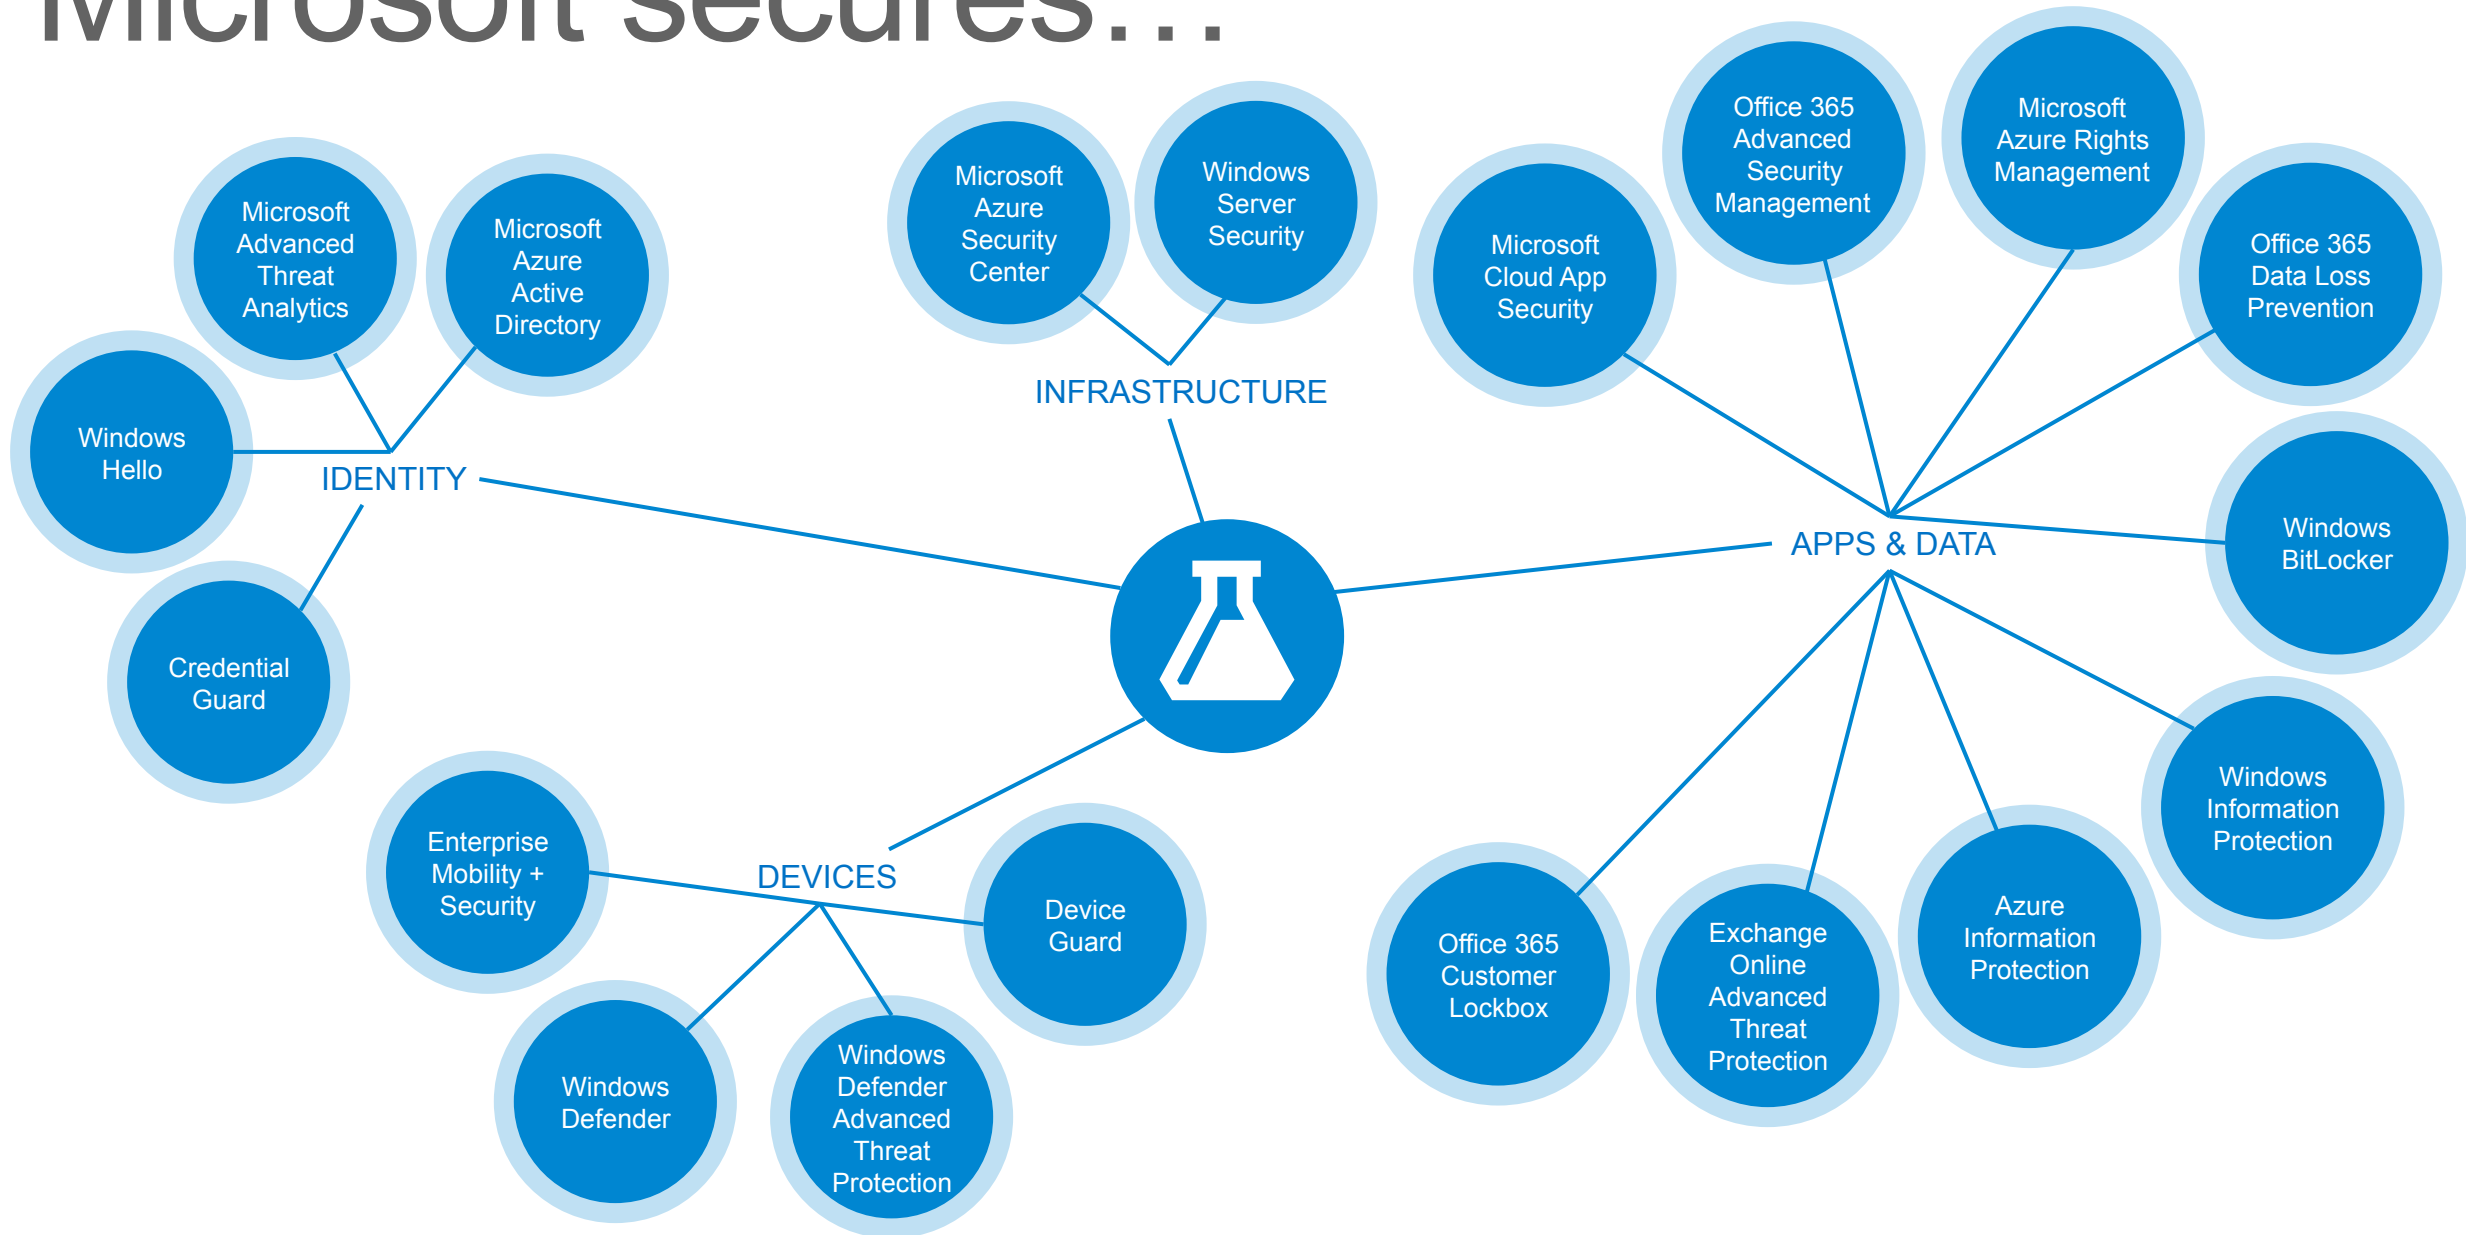 Microsoft secures…
Microsoft
Advanced
Threat
Analytics
Microsoft
Azure
Active
Directory
Windows
Hello
IDENTITY
Credential
Guard
Microsoft
Azure
Security
Center
Windows
Server
Security
INFRASTRUCTURE
Microsoft
Cloud App
Security
Office 365
Advanced
Security
Management
Microsoft
Azure Rights
Management
Office 365
Data Loss
Prevention
Windows
BitLocker
APPS & DATA
Windows
Information
Protection
Azure
Information
Protection
Exchange
Online
Advanced
Threat
Protection
Office 365
Customer
Lockbox
Enterprise
Mobility +
Security
DEVICES
Device
Guard
Windows
Defender
Windows
Defender
Advanced
Threat
Protection